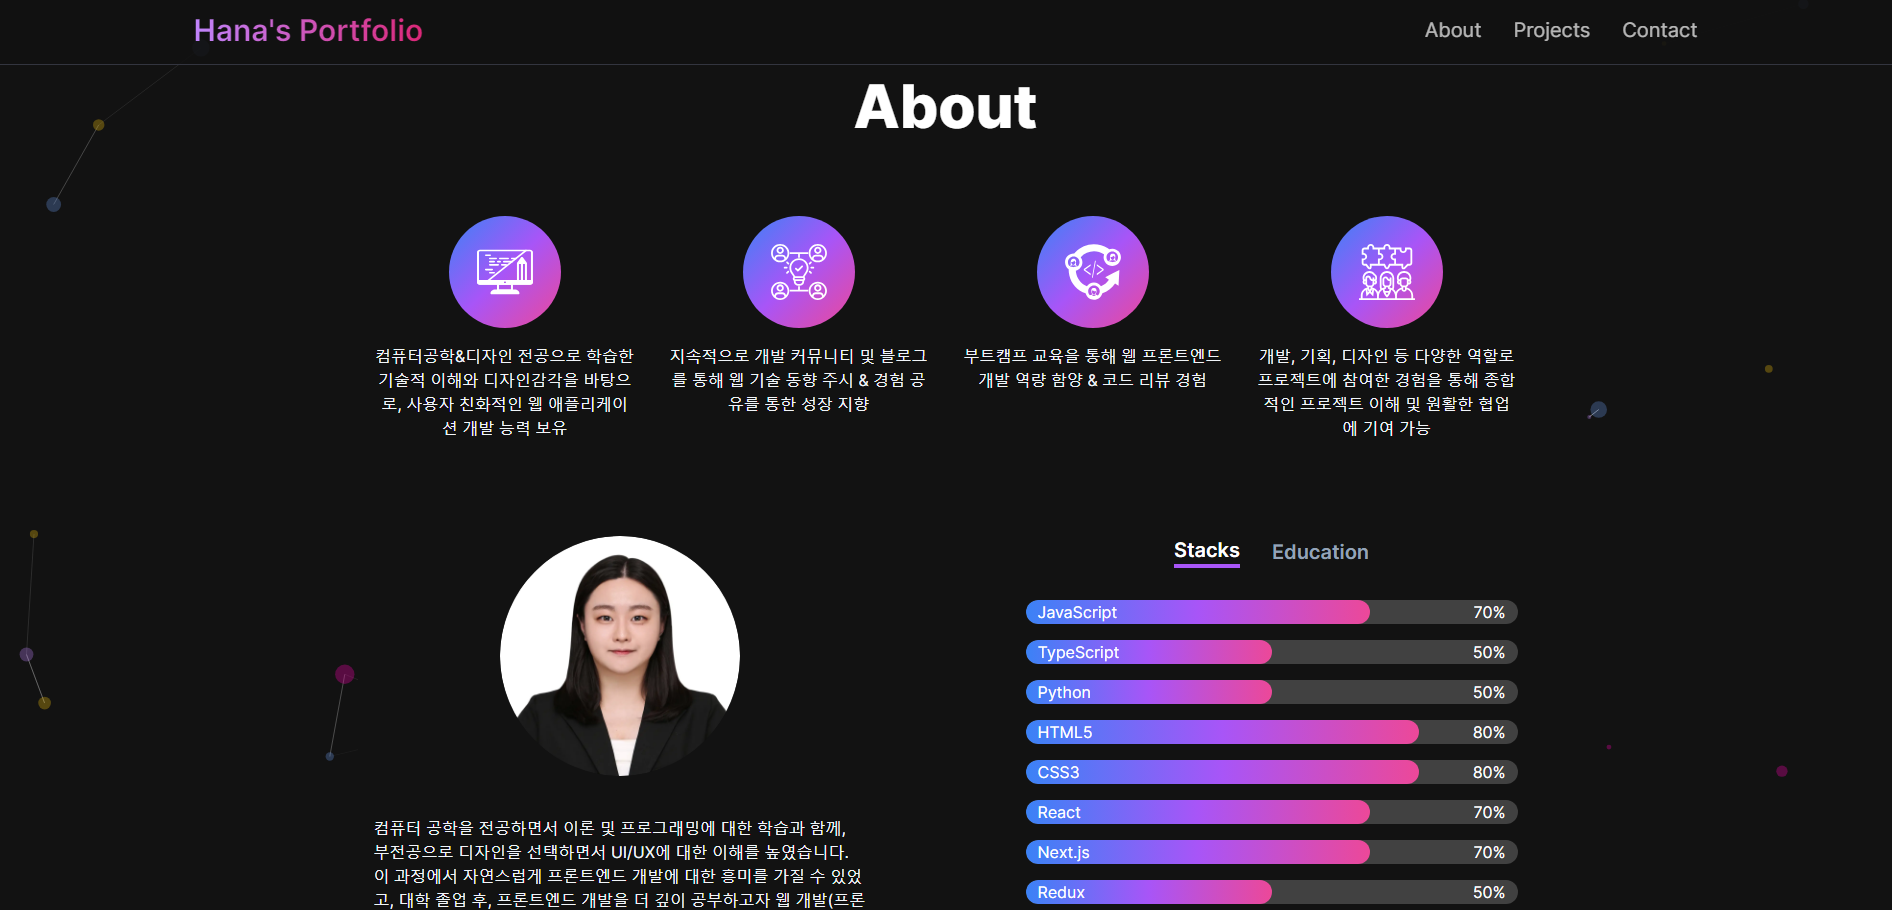 Hana's Portfolio
About
Projects
Contact
About
컴퓨터공학&디자인 전공으로 학습한
기술적 이해와 디자인감각을 바탕으
로, 사용자 친화적인 웹 애플리케이
션 개발 능력 보유
지속적으로 개발 커뮤니티 및 블로그
를 통해 웹 기술 동향 주시 & 경험 공
유를 통한 성장 지향
부트캠프 교육을 통해 웹 프론트엔드
개발 역량 함양 & 코드 리뷰 경험
개발, 기획, 디자인 등 다양한 역할로
프로젝트에 참여한 경험을 통해 종합
적인 프로젝트 이해 및 원활한 협업
에 기여 가능
컴퓨터 공학을 전공하면서 이론 및 프로그래밍에 대한 학습과 함께,
부전공으로 디자인을 선택하면서 UI/UX에 대한 이해를 높였습니다.
이 과정에서 자연스럽게 프론트엔드 개발에 대한 흥미를 가질 수 있었
고, 대학 졸업 후, 프론트엔드 개발을 더 깊이 공부하고자 웹 개발(프론
Stacks
Education
JavaScript 70%
TypeScript 50%
Python 50%
HTML5 80%
CSS3 80%
React 70%
Next.js 70%
Redux 50%